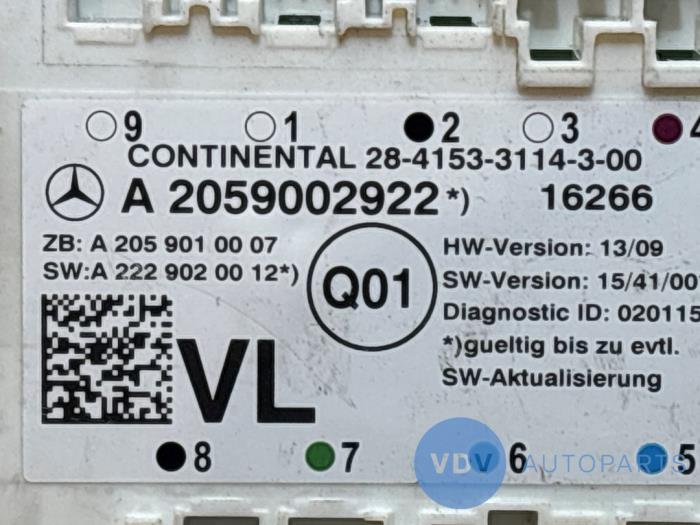 9 1 2 3 4
CONTINENTAL 28-4153-3114-3-00
A 2059002922 *) 16266
ZB: A 205 901 00 07
HW-Version: 13/09
SW:A 222 902 00 12*)
Q01
SW-Version: 15/41/00
Diagnostic ID: 020115
*)gueltig bis zu evtl.
VL
SW-Aktualisierung
8 7 6 5
VDV AUTOPARTS